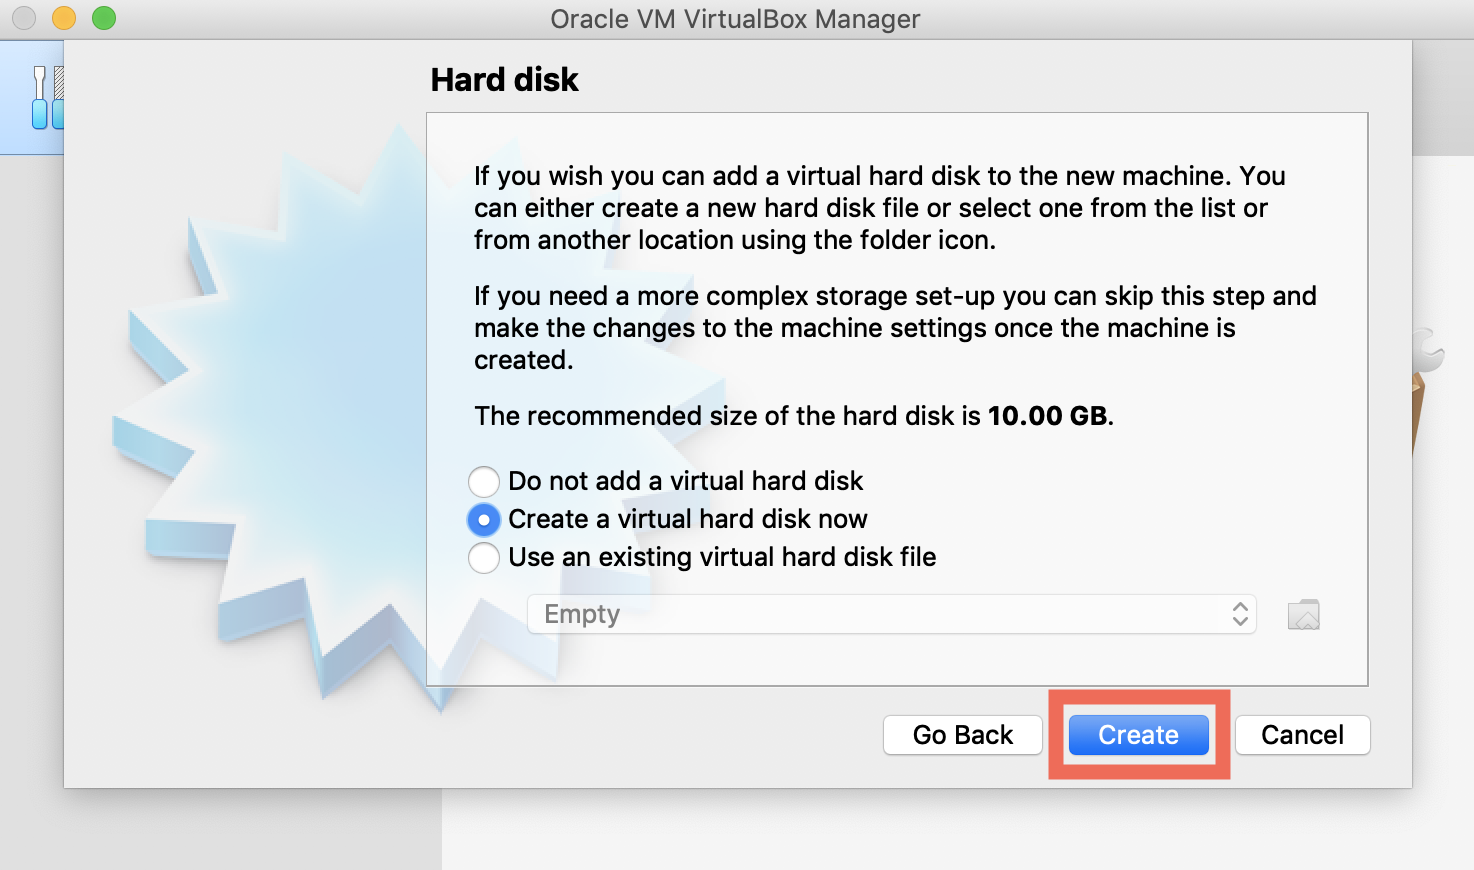 Oracle VM VirtualBox Manager
Hard disk
If you wish you can add a virtual hard disk to the new machine. You
can either create a new hard disk file or select one from the list or
from another location using the folder icon.
If you need a more complex storage set-up you can skip this step and
make the changes to the machine settings once the machine is
created.
The recommended size of the hard disk is 10.00 GB.
Do not add a virtual hard disk
Create a virtual hard disk now
Use an existing virtual hard disk file
Empty
Go Back
Create
Cancel